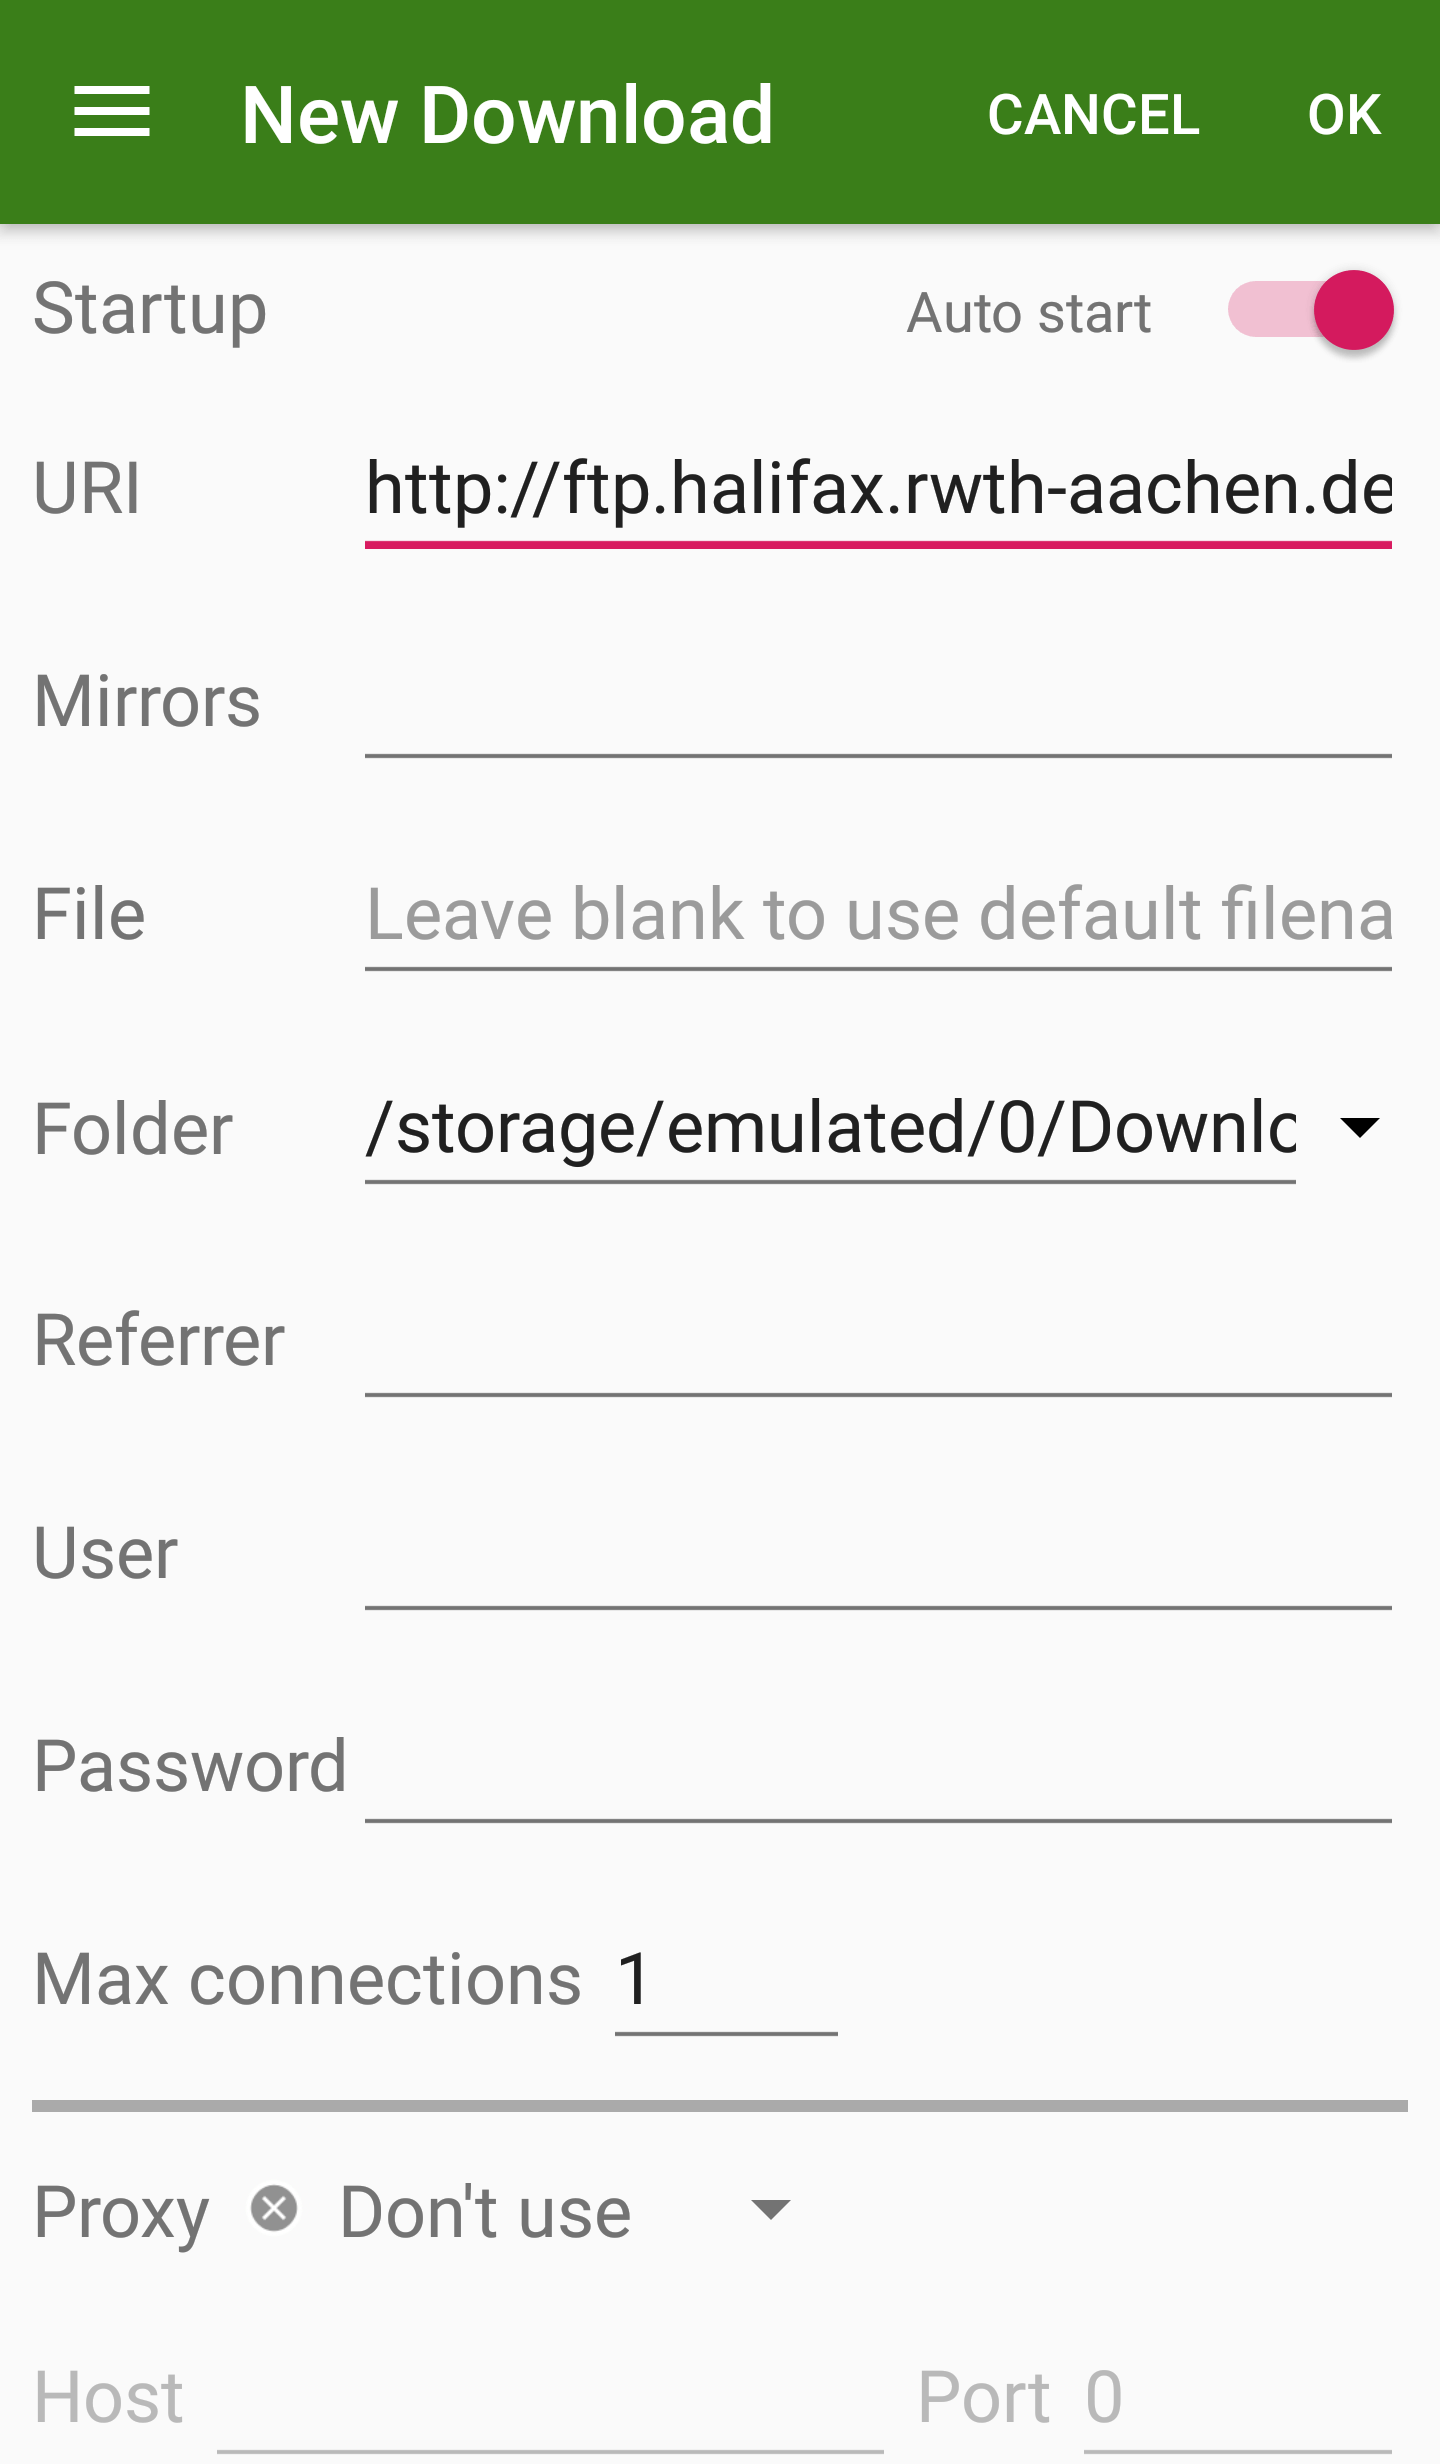 New Download CANCEL OK
Startup Auto start
URI http://ftp.halifax.rwth-aachen.de
Mirrors
File Leave blank to use default filena
Folder /storage/emulated/0/Downlo
Referrer
User
Password
Max connections 1
Proxy Don't use
Host Port 0